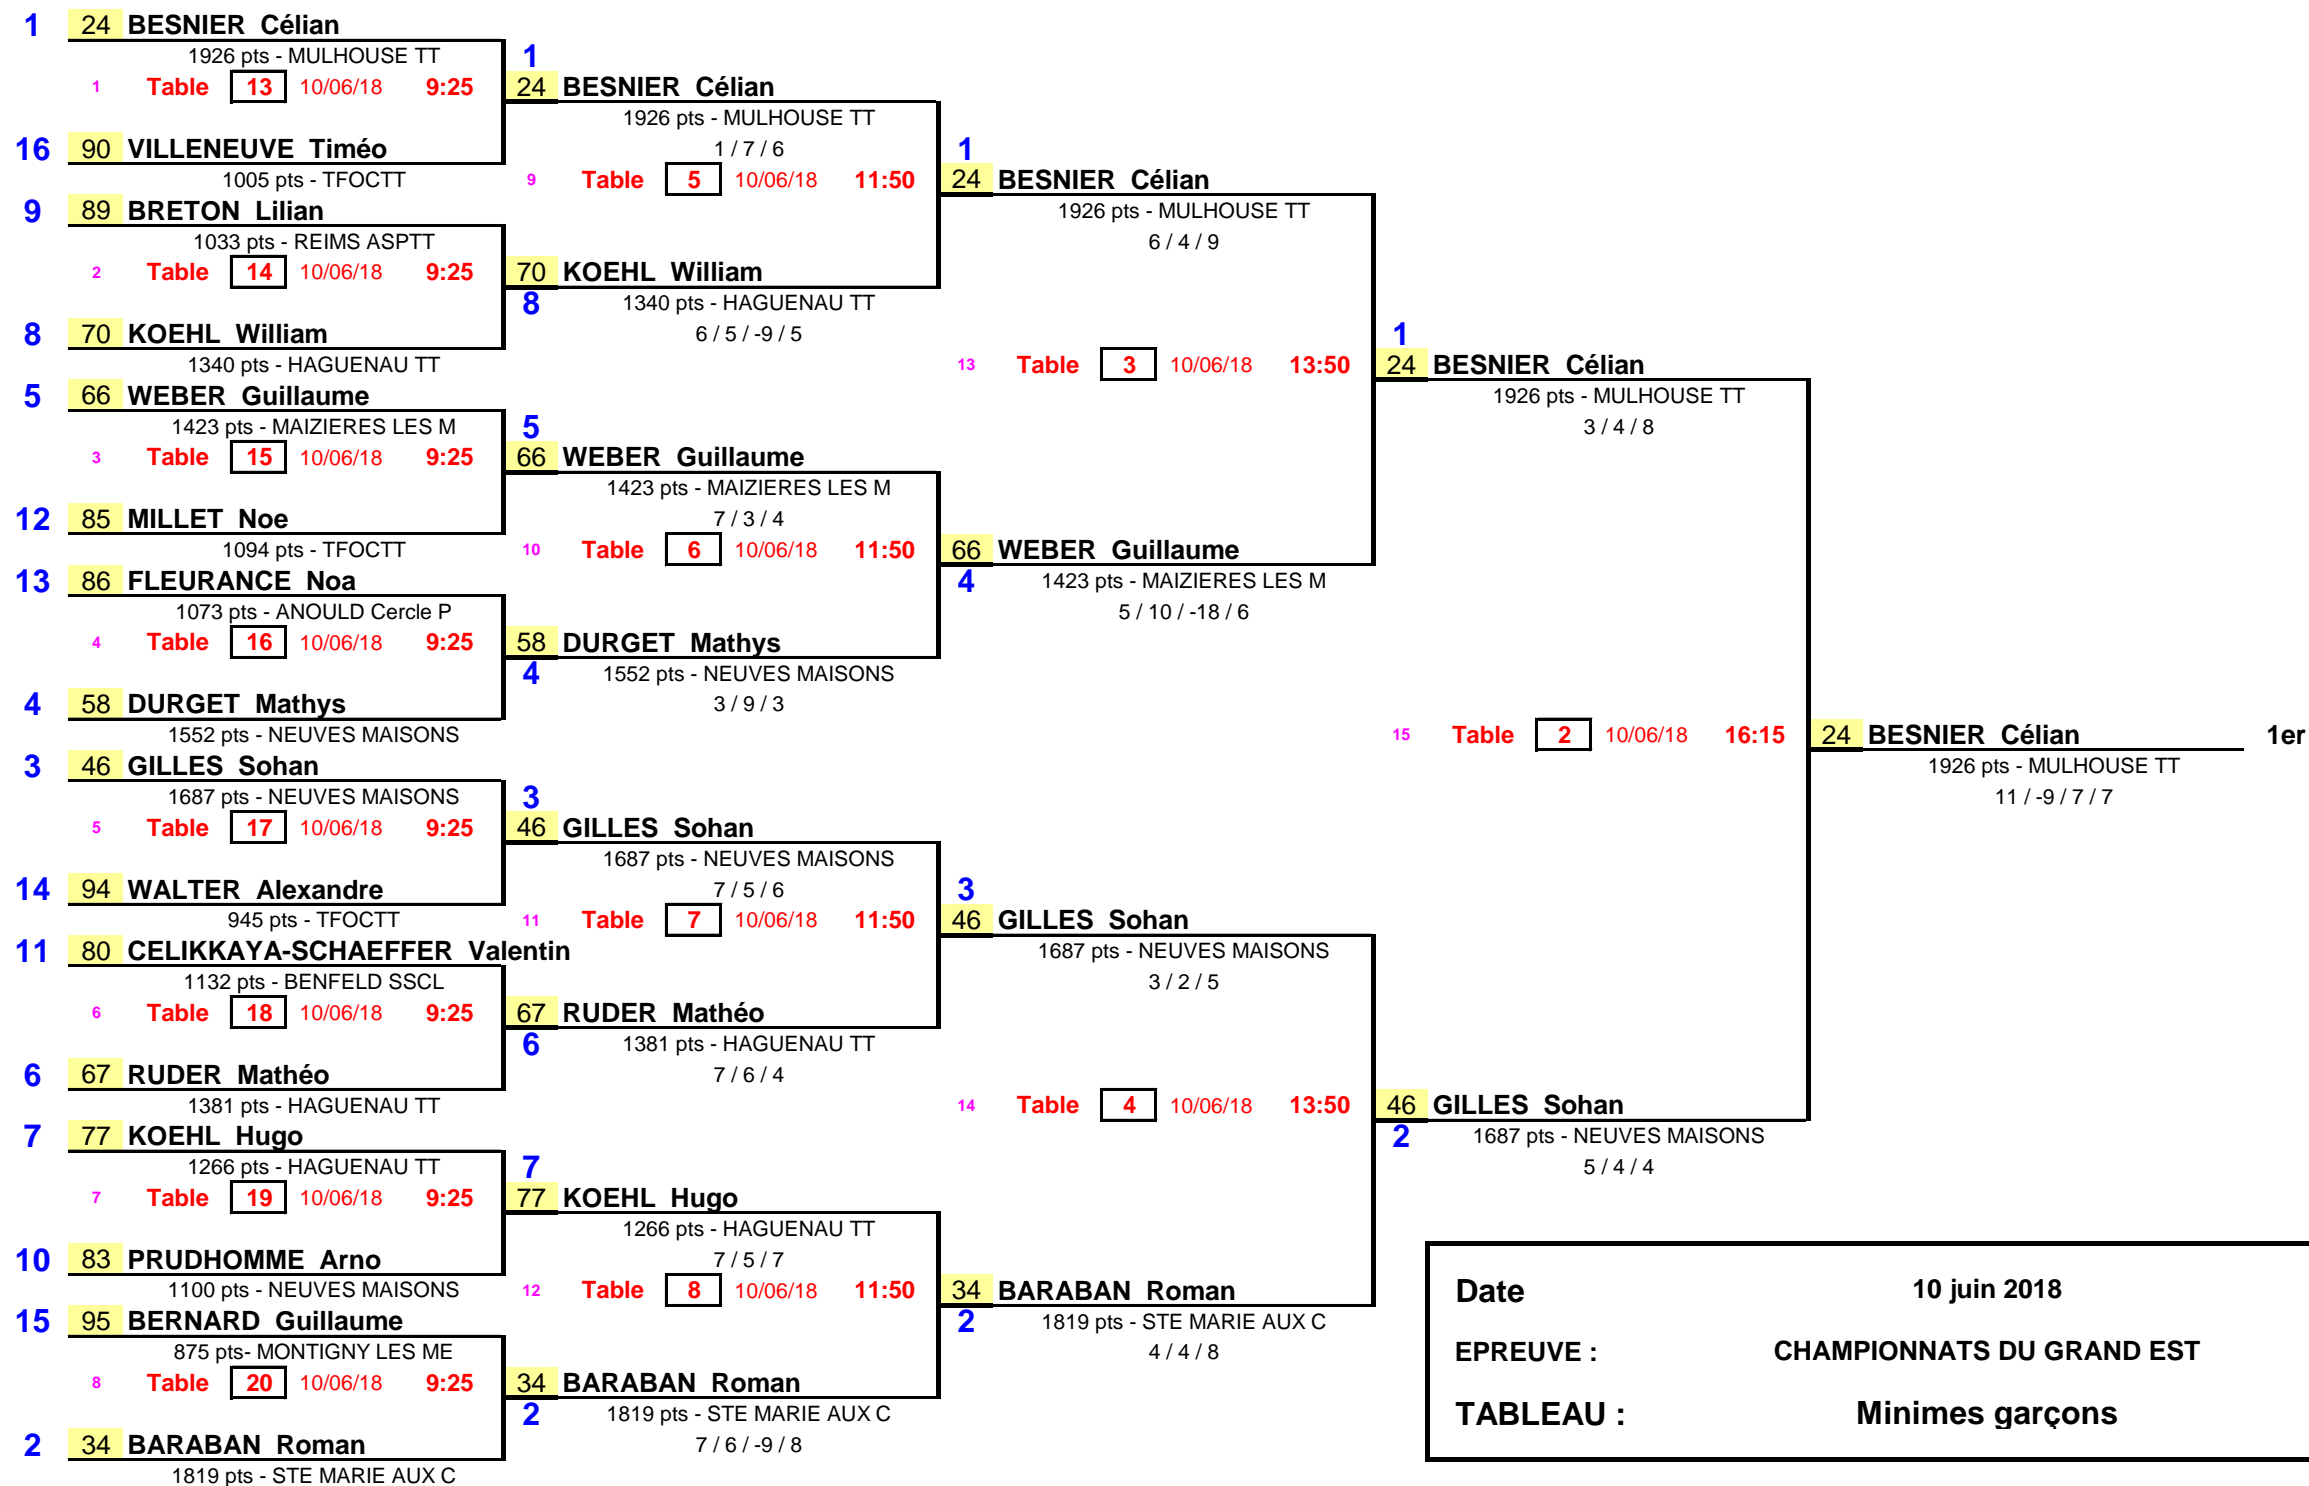 1 24 BESNIER Célian
1926 pts - MULHOUSE TT
1 Table 13 10/06/18 9:25
16 90 VILLENEUVE Timéo
1005 pts - TFOCTT
9 89 BRETON Lilian
1033 pts - REIMS ASPTT
2 Table 14 10/06/18 9:25
8 70 KOEHL William
1340 pts - HAGUENAU TT
5 66 WEBER Guillaume
1423 pts - MAIZIERES LES M
3 Table 15 10/06/18 9:25
12 85 MILLET Noe
1094 pts - TFOCTT
13 86 FLEURANCE Noa
1073 pts - ANOULD Cercle P
4 Table 16 10/06/18 9:25
4 58 DURGET Mathys
1552 pts - NEUVES MAISONS
3 46 GILLES Sohan
1687 pts - NEUVES MAISONS
5 Table 17 10/06/18 9:25
14 94 WALTER Alexandre
945 pts - TFOCTT
11 80 CELIKKAYA-SCHAEFFER Valentin
1132 pts - BENFELD SSCL
6 Table 18 10/06/18 9:25
6 67 RUDER Mathéo
1381 pts - HAGUENAU TT
7 77 KOEHL Hugo
1266 pts - HAGUENAU TT
7 Table 19 10/06/18 9:25
10 83 PRUDHOMME Arno
1100 pts - NEUVES MAISONS
15 95 BERNARD Guillaume
875 pts- MONTIGNY LES ME
8 Table 20 10/06/18 9:25
2 34 BARABAN Roman
1819 pts - STE MARIE AUX C
1
24 BESNIER Célian
1926 pts - MULHOUSE TT
1 / 7 / 6
9 Table 5 10/06/18 11:50
70 KOEHL William
8 1340 pts - HAGUENAU TT
6 / 5 / -9 / 5
5
66 WEBER Guillaume
1423 pts - MAIZIERES LES M
7 / 3 / 4
10 Table 6 10/06/18 11:50
58 DURGET Mathys
4 1552 pts - NEUVES MAISONS
3 / 9 / 3
3
46 GILLES Sohan
1687 pts - NEUVES MAISONS
7 / 5 / 6
11 Table 7 10/06/18 11:50
67 RUDER Mathéo
6 1381 pts - HAGUENAU TT
7 / 6 / 4
7
77 KOEHL Hugo
1266 pts - HAGUENAU TT
7 / 5 / 7
12 Table 8 10/06/18 11:50
34 BARABAN Roman
2 1819 pts - STE MARIE AUX C
7 / 6 / -9 / 8
1
24 BESNIER Célian
1926 pts - MULHOUSE TT
6 / 4 / 9
13 Table 3 10/06/18 13:50
66 WEBER Guillaume
4 1423 pts - MAIZIERES LES M
5 / 10 / -18 / 6
3
46 GILLES Sohan
1687 pts - NEUVES MAISONS
3 / 2 / 5
14 Table 4 10/06/18 13:50
34 BARABAN Roman
2 1819 pts - STE MARIE AUX C
4 / 4 / 8
1
24 BESNIER Célian
1926 pts - MULHOUSE TT
3 / 4 / 8
15 Table 2 10/06/18 16:15
46 GILLES Sohan
2 1687 pts - NEUVES MAISONS
5 / 4 / 4
24 BESNIER Célian 1er
1926 pts - MULHOUSE TT
11 / -9 / 7 / 7
Date 10 juin 2018
EPREUVE : CHAMPIONNATS DU GRAND EST
TABLEAU : Minimes garçons